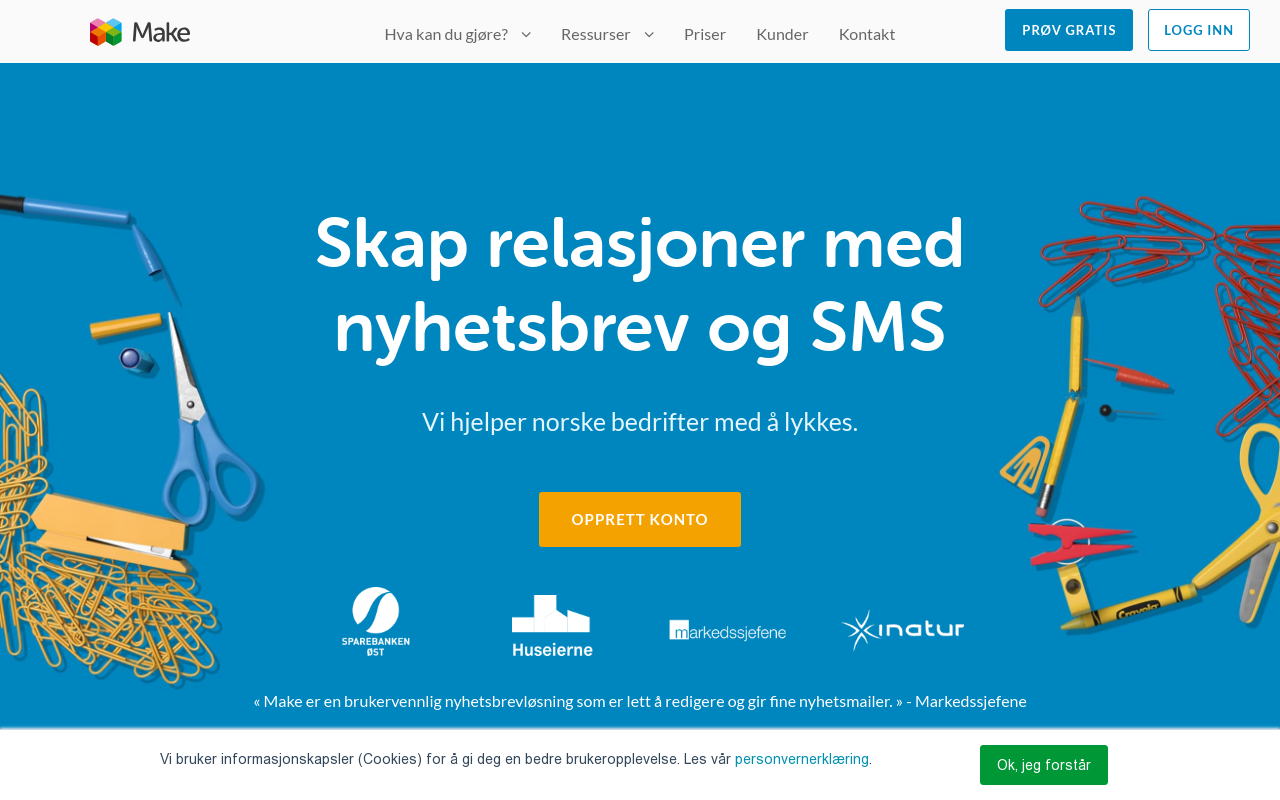 Make
Hva kan du gjøre?
Ressurser
Priser
Kunder
Kontakt
PRØV GRATIS
LOGG INN
Skap relasjoner med
nyhetsbrev og SMS
Vi hjelper norske bedrifter med å lykkes.
OPPRETT KONTO
SPAREBANKEN
ØST
Huseierne
markedssjefene
inatur
Crayola
« Make er en brukervennlig nyhetsbrevløsning som er lett å redigere og gir fine nyhetsmailer. » - Markedssjefene
Vi bruker informasjonskapsler (Cookies) for å gi deg en bedre brukeropplevelse. Les vår personvernerklæring.
Ok, jeg forstår